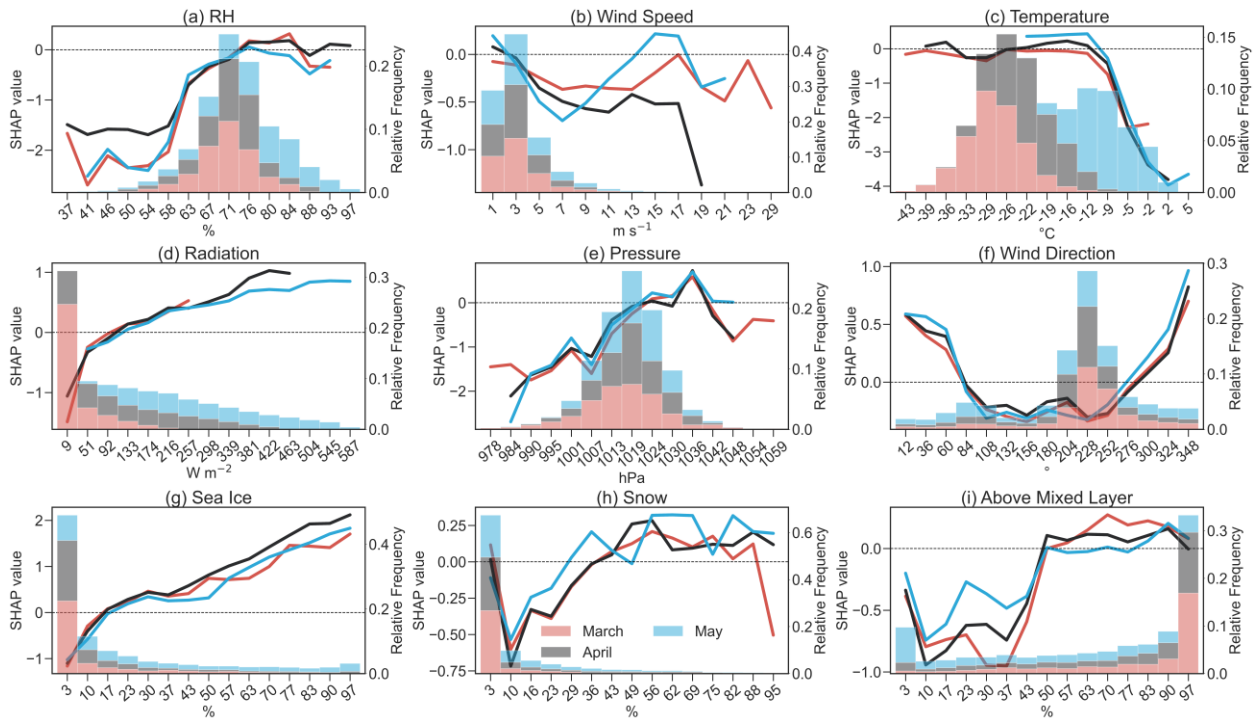 (a) RH
SHAP value
0
−1
−2
37 41 46 50 54 58 63 67 71 76 80 84 88 93 97
%
0.2
0.1
0.0
Relative Frequency
(b) Wind Speed
SHAP value
0.0
−0.5
−1.0
1 3 5 7 9 11 13 15 17 19 21 23 29
m s⁻¹
0.4
0.3
0.2
0.1
0.0
Relative Frequency
(c) Temperature
SHAP value
0
−1
−2
−3
−4
-43 -39 -36 -33 -29 -26 -22 -19 -16 -12 -9 -5 -2 2 5
°C
0.15
0.10
0.05
0.00
Relative Frequency
(d) Radiation
SHAP value
1
0
−1
9 51 92 133 174 216 257 298 339 381 422 463 504 545 587
W m⁻²
0.3
0.2
0.1
0.0
Relative Frequency
(e) Pressure
SHAP value
0
−1
−2
978 984 990 995 1001 1007 1013 1019 1024 1030 1036 1042 1048 1054 1059
hPa
0.2
0.1
0.0
Relative Frequency
(f) Wind Direction
SHAP value
1.0
0.5
0.0
12 36 60 84 108 132 156 180 204 228 252 276 300 324 348
°
0.3
0.2
0.1
0.0
Relative Frequency
(g) Sea Ice
SHAP value
2
1
0
−1
3 10 17 23 30 37 43 50 57 63 70 77 83 90 97
%
0.4
0.2
0.0
Relative Frequency
(h) Snow
SHAP value
0.25
0.00
−0.25
−0.50
−0.75
3 10 16 23 29 36 43 49 56 62 69 75 82 88 95
%
0.6
0.4
0.2
0.0
Relative Frequency
March
April
May
(i) Above Mixed Layer
SHAP value
0.0
−0.5
−1.0
3 10 17 23 30 37 43 50 57 63 70 77 83 90 97
%
0.3
0.2
0.1
0.0
Relative Frequency